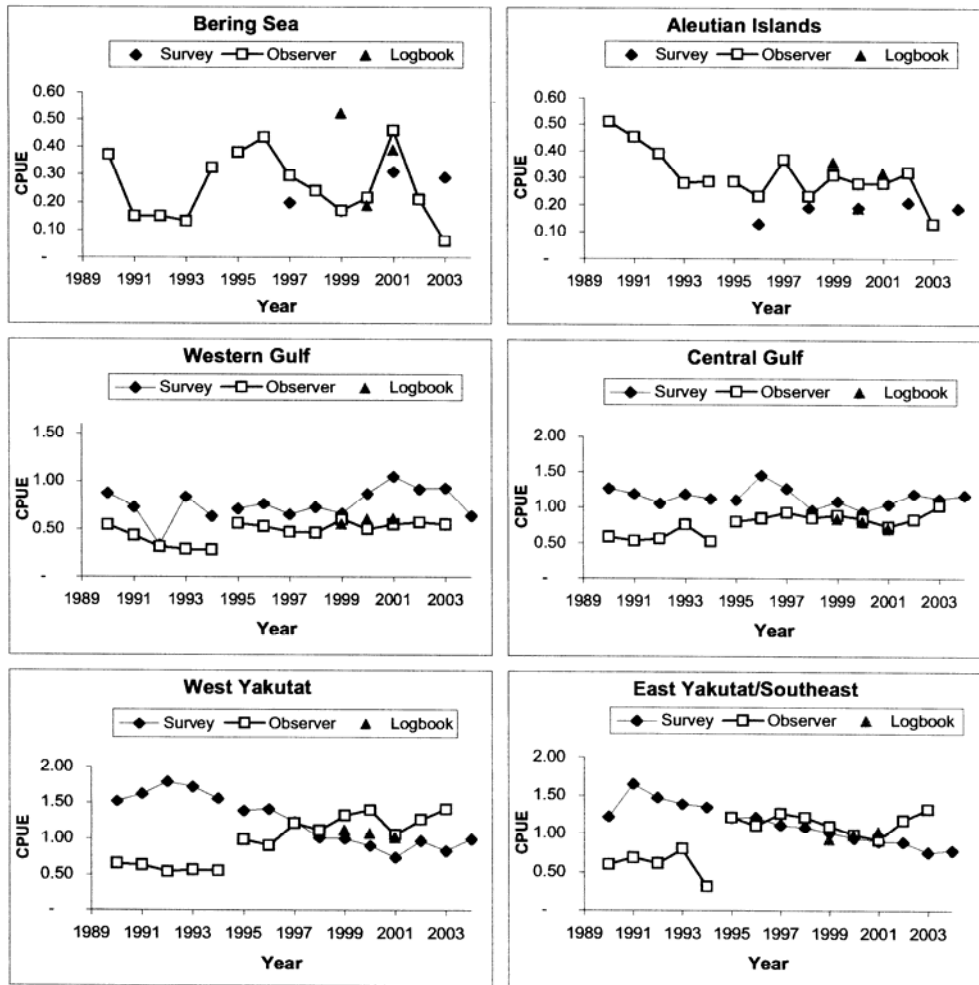 Bering Sea
Survey Observer Logbook
0.60
0.50
0.40
0.30
0.20
0.10
-
CPUE
1989 1991 1993 1995 1997 1999 2001 2003
Year
Aleutian Islands
Survey Observer Logbook
0.60
0.50
0.40
0.30
0.20
0.10
-
CPUE
1989 1991 1993 1995 1997 1999 2001 2003
Year
Western Gulf
Survey Observer Logbook
1.50
1.00
0.50
-
CPUE
1989 1991 1993 1995 1997 1999 2001 2003
Year
Central Gulf
Survey Observer Logbook
2.00
1.50
1.00
0.50
-
CPUE
1989 1991 1993 1995 1997 1999 2001 2003
Year
West Yakutat
Survey Observer Logbook
2.00
1.50
1.00
0.50
-
CPUE
1989 1991 1993 1995 1997 1999 2001 2003
Year
East Yakutat/Southeast
Survey Observer Logbook
2.00
1.50
1.00
0.50
-
CPUE
1989 1991 1993 1995 1997 1999 2001 2003
Year